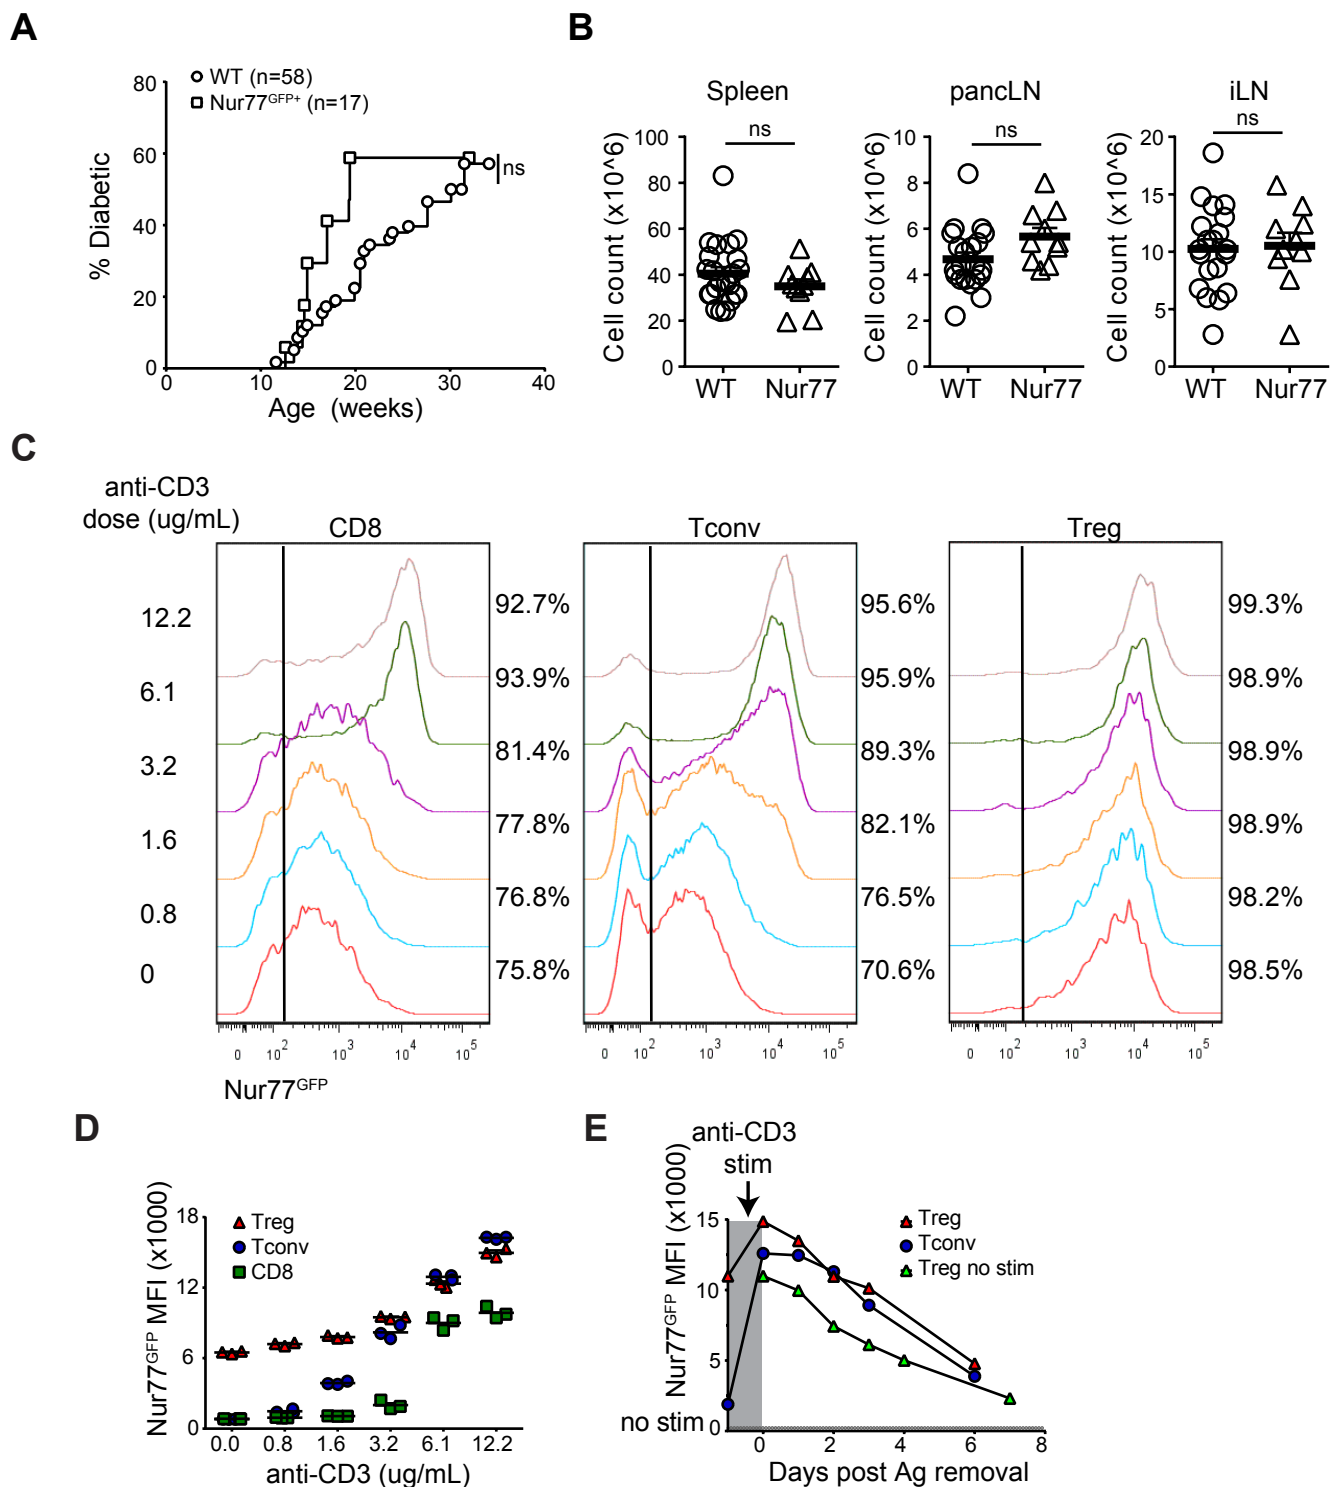 A
WT (n=58)
Nur77GFP+ (n=17)
% Diabetic
80
60
40
20
0
ns
0 10 20 30 40
Age (weeks)
B
Spleen
ns
Cell count (x10^6)
100
80
60
40
20
0
WT Nur77
pancLN
ns
Cell count (x10^6)
10
8
6
4
2
0
WT Nur77
iLN
ns
Cell count (x10^6)
20
15
10
5
0
WT Nur77
C
anti-CD3
dose (ug/mL)
12.2
6.1
3.2
1.6
0.8
0
CD8
92.7%
93.9%
81.4%
77.8%
76.8%
75.8%
0 10^2 10^3 10^4 10^5
Nur77GFP
Tconv
95.6%
95.9%
89.3%
82.1%
76.5%
70.6%
0 10^2 10^3 10^4 10^5
Treg
99.3%
98.9%
98.9%
98.9%
98.2%
98.5%
0 10^2 10^3 10^4 10^5
D
Nur77GFP MFI (x1000)
18
12
6
0
Treg
Tconv
CD8
0.0 0.8 1.6 3.2 6.1 12.2
anti-CD3 (ug/mL)
E
anti-CD3
stim
Nur77GFP MFI (x1000)
15
10
5
0
no stim
Treg
Tconv
Treg no stim
0 2 4 6 8
Days post Ag removal